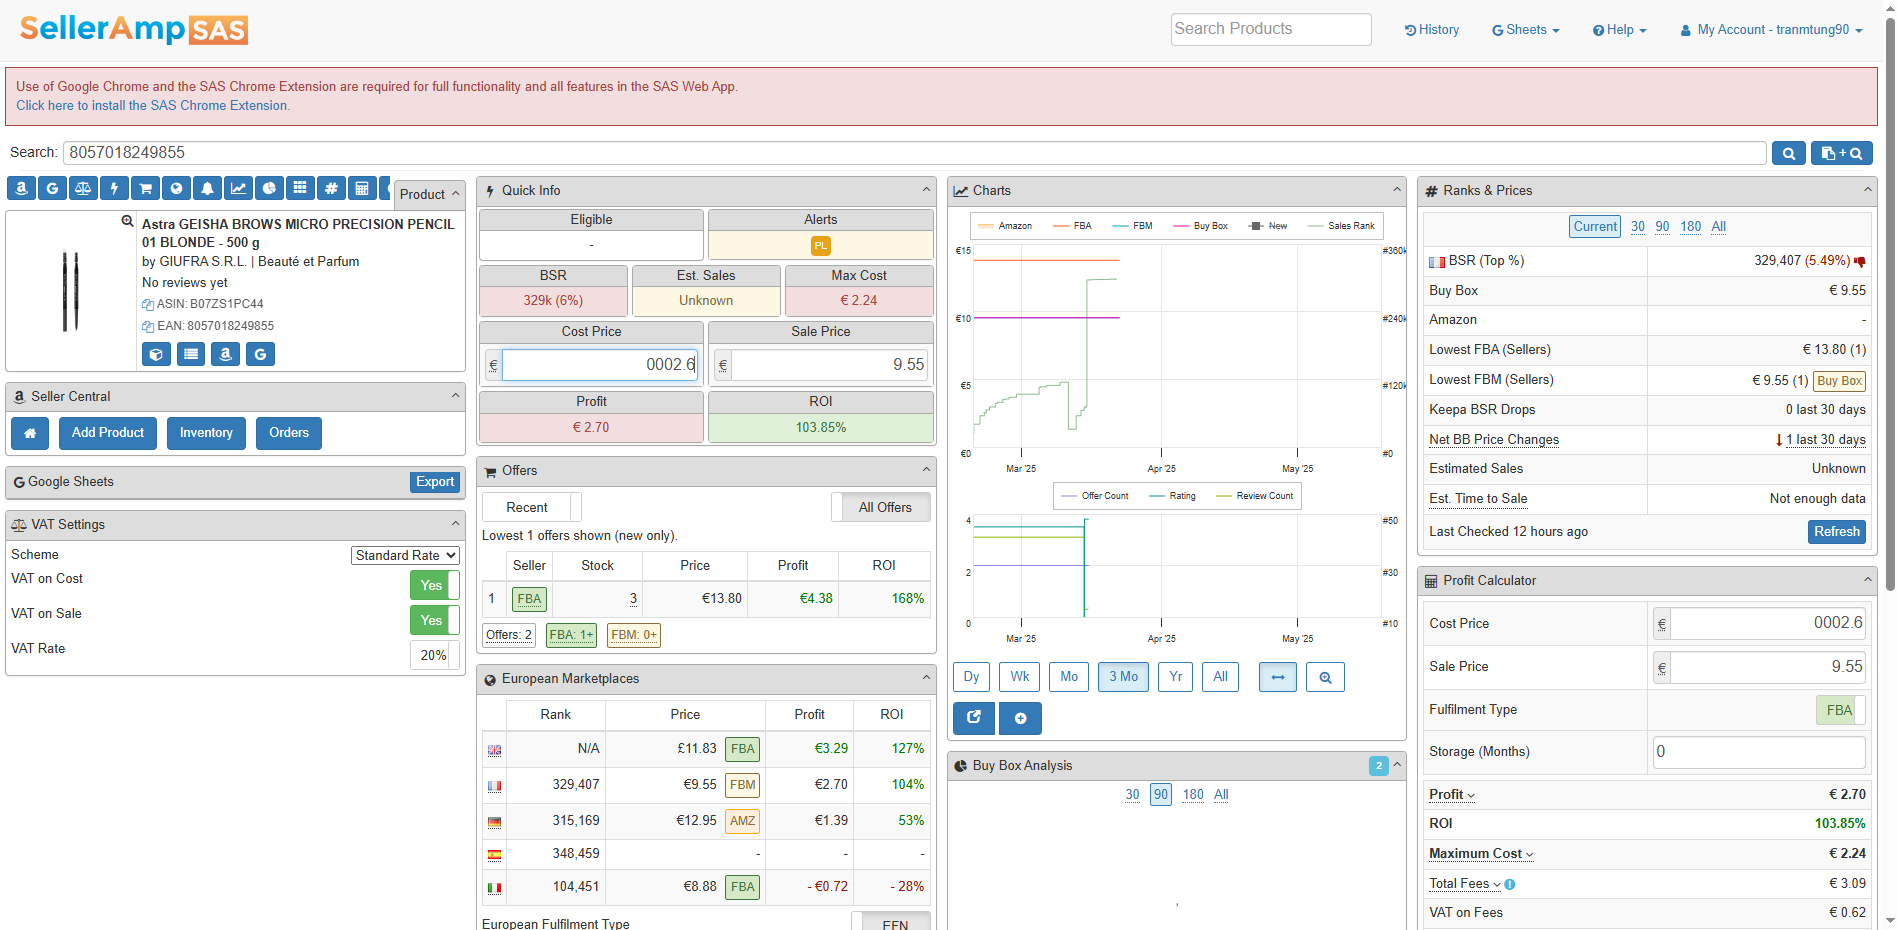 SellerAmp SAS
Search Products
History
Sheets
Help
My Account - tranmtung90
Use of Google Chrome and the SAS Chrome Extension are required for full functionality and all features in the SAS Web App.
Click here to install the SAS Chrome Extension.
Search: 8057018249855
+
Product
Astra GEISHA BROWS MICRO PRECISION PENCIL
01 BLONDE - 500 g
by GIUFRA S.R.L. | Beauté et Parfum
No reviews yet
ASIN: B07ZS1PC44
EAN: 8057018249855
Seller Central
Add Product
Inventory
Orders
Google Sheets
Export
VAT Settings
Scheme Standard Rate
VAT on Cost Yes
VAT on Sale Yes
VAT Rate 20%
Quick Info
Eligible Alerts
- PL
BSR Est. Sales Max Cost
329k (6%) Unknown € 2.24
Cost Price Sale Price
€ 0002.6 € 9.55
Profit ROI
€ 2.70 103.85%
Offers
Recent All Offers
Lowest 1 offers shown (new only).
Seller Stock Price Profit ROI
1 FBA 3 €13.80 €4.38 168%
Offers: 2 FBA: 1+ FBM: 0+
European Marketplaces
Rank Price Profit ROI
N/A £11.83 FBA €3.29 127%
329,407 €9.55 FBM €2.70 104%
315,169 €12.95 AMZ €1.39 53%
348,459 - - -
104,451 €8.88 FBA - €0.72 - 28%
European Fulfilment Type EFN
Charts
Amazon FBA FBM Buy Box New Sales Rank
€15 #360k
€10 #240k
€5 #120k
€0 #0
Mar '25 Apr '25 May '25
Offer Count Rating Review Count
4 #50
2 #30
0 #10
Mar '25 Apr '25 May '25
Dy Wk Mo 3 Mo Yr All
Buy Box Analysis 2
30 90 180 All
Ranks & Prices
Current 30 90 180 All
BSR (Top %) 329,407 (5.49%)
Buy Box € 9.55
Amazon -
Lowest FBA (Sellers) € 13.80 (1)
Lowest FBM (Sellers) € 9.55 (1) Buy Box
Keepa BSR Drops 0 last 30 days
Net BB Price Changes 1 last 30 days
Estimated Sales Unknown
Est. Time to Sale Not enough data
Last Checked 12 hours ago Refresh
Profit Calculator
Cost Price € 0002.6
Sale Price € 9.55
Fulfilment Type FBA
Storage (Months) 0
Profit € 2.70
ROI 103.85%
Maximum Cost € 2.24
Total Fees € 3.09
VAT on Fees € 0.62